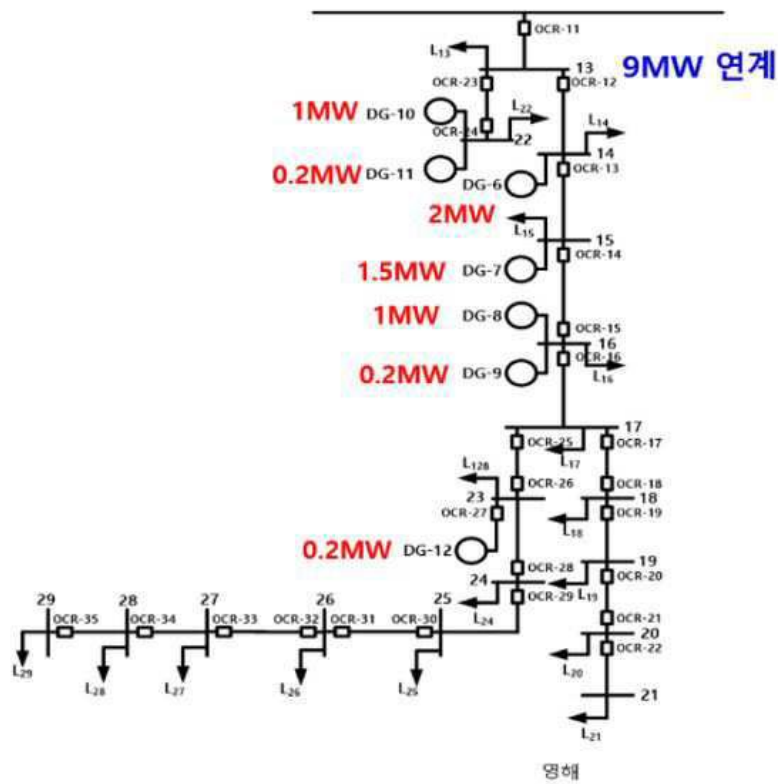 OCR-11
L13
13
9MW 연계
OCR-23
OCR-12
1MW
DG-10
L22
L14
OCR-24
22
14
0.2MW
DG-11
DG-6
OCR-13
2MW
L15
15
OCR-14
1.5MW
DG-7
1MW
DG-8
OCR-15
16
OCR-16
0.2MW
DG-9
L16
17
OCR-25
OCR-17
L17
L128
OCR-26
OCR-18
23
18
OCR-27
OCR-19
L18
0.2MW
DG-12
OCR-28
19
24
OCR-20
OCR-29
L19
29
28
27
26
25
L24
OCR-21
OCR-35
OCR-34
OCR-33
OCR-32
OCR-31
OCR-30
20
OCR-22
L20
L29
L28
L27
L26
L25
21
L21
영해